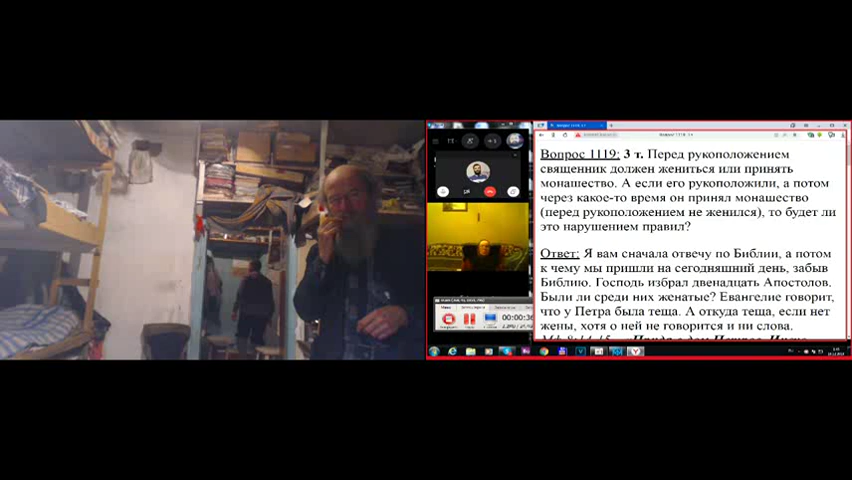 Вопрос 1119: 3 т. Перед рукоположением
священник должен жениться или принять
монашество. А если его рукоположили, а потом
через какое-то время он принял монашество
(перед рукоположением не женился), то будет ли
это нарушением правил?
Ответ: Я вам сначала отвечу по Библии, а потом
к чему мы пришли на сегодняшний день, забыв
Библию. Господь избрал двенадцать Апостолов.
Были ли среди них женатые? Евангелие говорит,
что у Петра была теща. А откуда теща, если нет
жены, хотя о ней не говорится и ни слова.
00:00:36